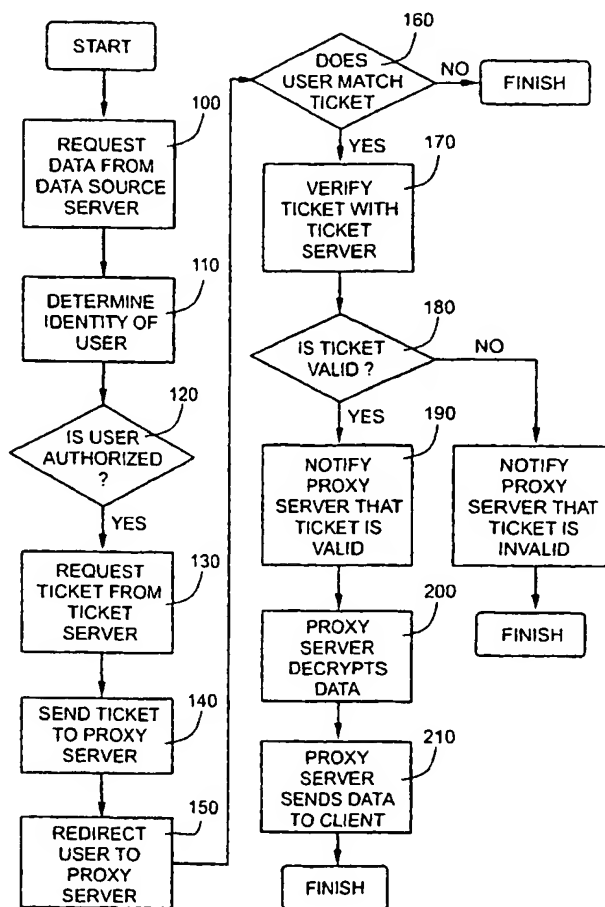 START
100
REQUEST
DATA FROM
DATA SOURCE
SERVER
110
DETERMINE
IDENTITY OF
USER
120
IS USER
AUTHORIZED
?
YES
130
REQUEST
TICKET FROM
TICKET
SERVER
140
SEND TICKET
TO PROXY
SERVER
150
REDIRECT
USER TO
PROXY
SERVER
160
DOES
USER MATCH
TICKET
NO
FINISH
YES
170
VERIFY
TICKET WITH
TICKET
SERVER
180
IS TICKET
VALID ?
NO
YES
190
NOTIFY
PROXY
SERVER THAT
TICKET IS
VALID
NOTIFY
PROXY
SERVER THAT
TICKET IS
INVALID
FINISH
200
PROXY
SERVER
DECRYPTS
DATA
210
PROXY
SERVER
SENDS DATA
TO CLIENT
FINISH